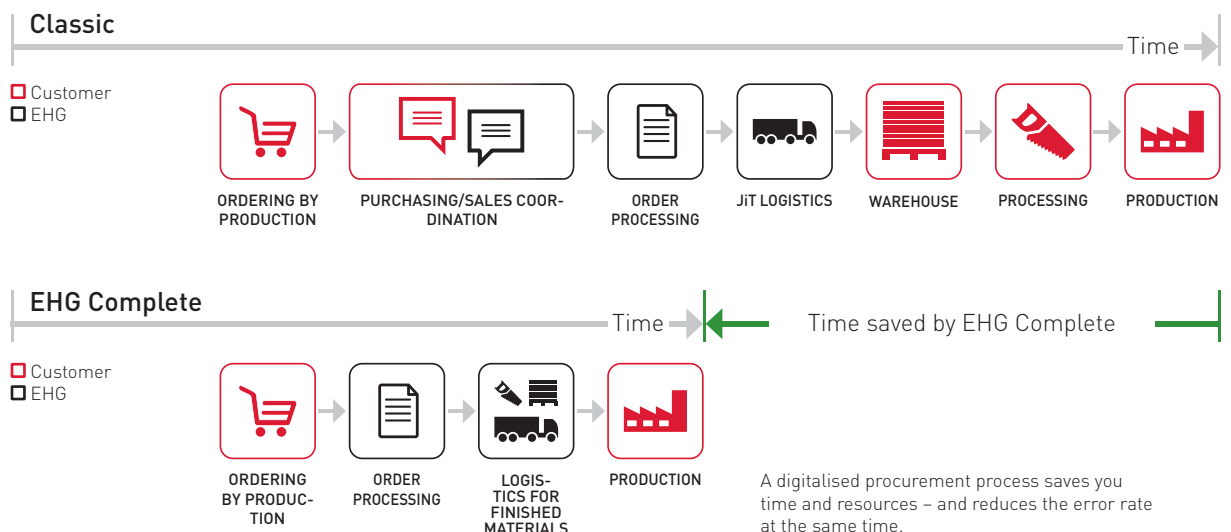 Classic
Time
Customer
EHG
ORDERING BY
PRODUCTION
PURCHASING/SALES COOR-
DINATION
ORDER
PROCESSING
JiT LOGISTICS
WAREHOUSE
PROCESSING
PRODUCTION
EHG Complete
Time
Time saved by EHG Complete
Customer
EHG
ORDERING
BY PRODUC-
TION
ORDER
PROCESSING
LOGIS-
TICS FOR
FINISHED
MATERIALS
PRODUCTION
A digitalised procurement process saves you
time and resources – and reduces the error rate
at the same time.